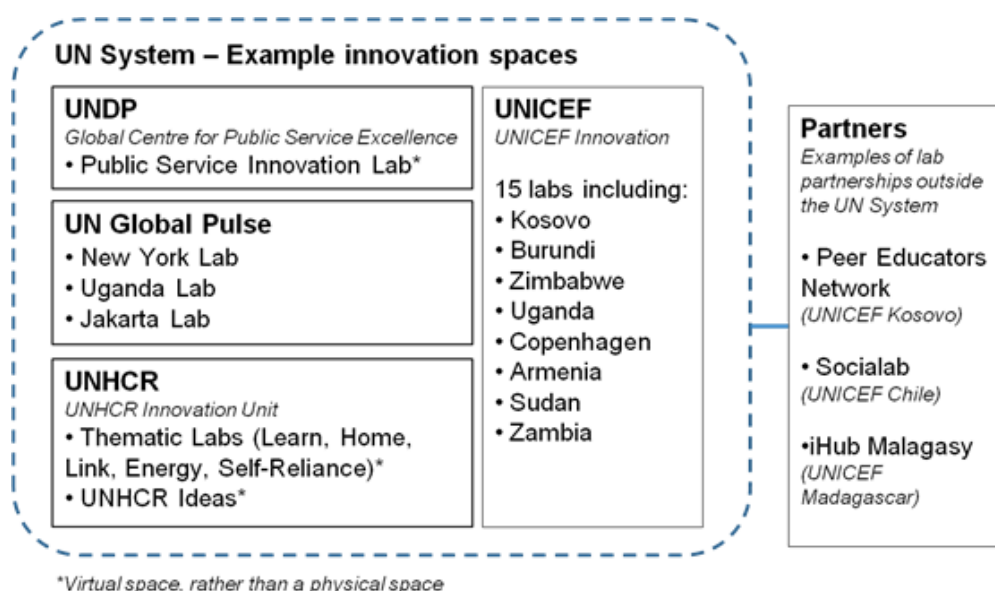 UN System – Example innovation spaces
UNDP
Global Centre for Public Service Excellence
• Public Service Innovation Lab*
UN Global Pulse
• New York Lab
• Uganda Lab
• Jakarta Lab
UNHCR
UNHCR Innovation Unit
• Thematic Labs (Learn, Home,
Link, Energy, Self-Reliance)*
• UNHCR Ideas*
UNICEF
UNICEF Innovation
15 labs including:
• Kosovo
• Burundi
• Zimbabwe
• Uganda
• Copenhagen
• Armenia
• Sudan
• Zambia
Partners
Examples of lab
partnerships outside
the UN System
• Peer Educators
Network
(UNICEF Kosovo)
• Socialab
(UNICEF Chile)
•iHub Malagasy
(UNICEF
Madagascar)
*Virtual space, rather than a physical space